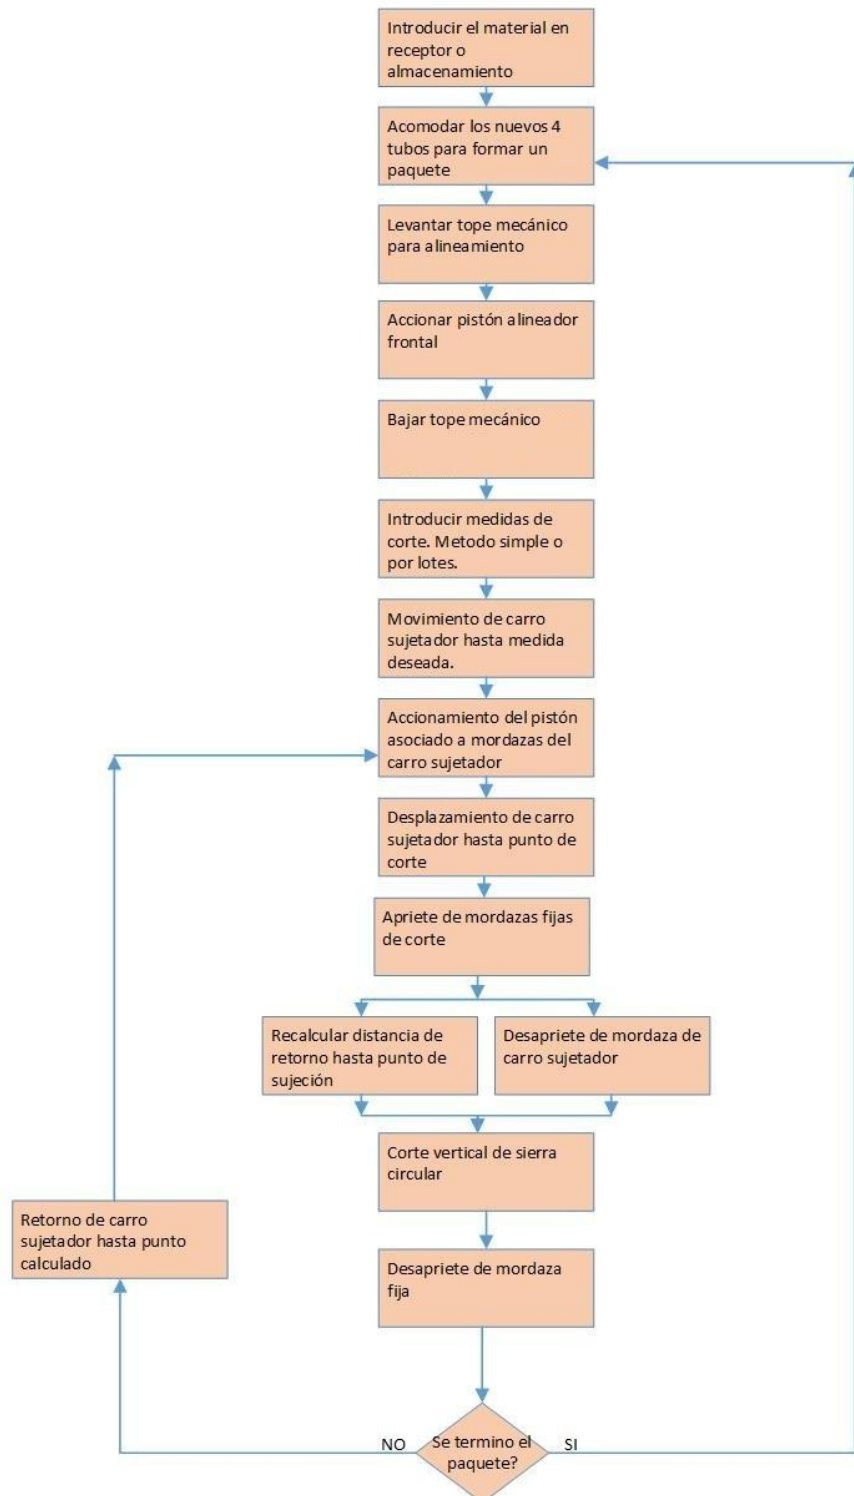 Introducir el material en
receptor o
almacenamiento
Acomodar los nuevos 4
tubos para formar un
paquete
Levantar tope mecánico
para alineamiento
Accionar pistón alineador
frontal
Bajar tope mecánico
Introducir medidas de
corte. Metodo simple o
por lotes.
Movimiento de carro
sujetador hasta medida
deseada.
Accionamiento del pistón
asociado a mordazas del
carro sujetador
Desplazamiento de carro
sujetador hasta punto de
corte
Apriete de mordazas fijas
de corte
Recalcular distancia de
retorno hasta punto de
sujeción
Desapriete de mordaza de
carro sujetador
Corte vertical de sierra
circular
Retorno de carro
sujetador hasta punto
calculado
Desapriete de mordaza
fija
NO
Se termino el
paquete?
SI